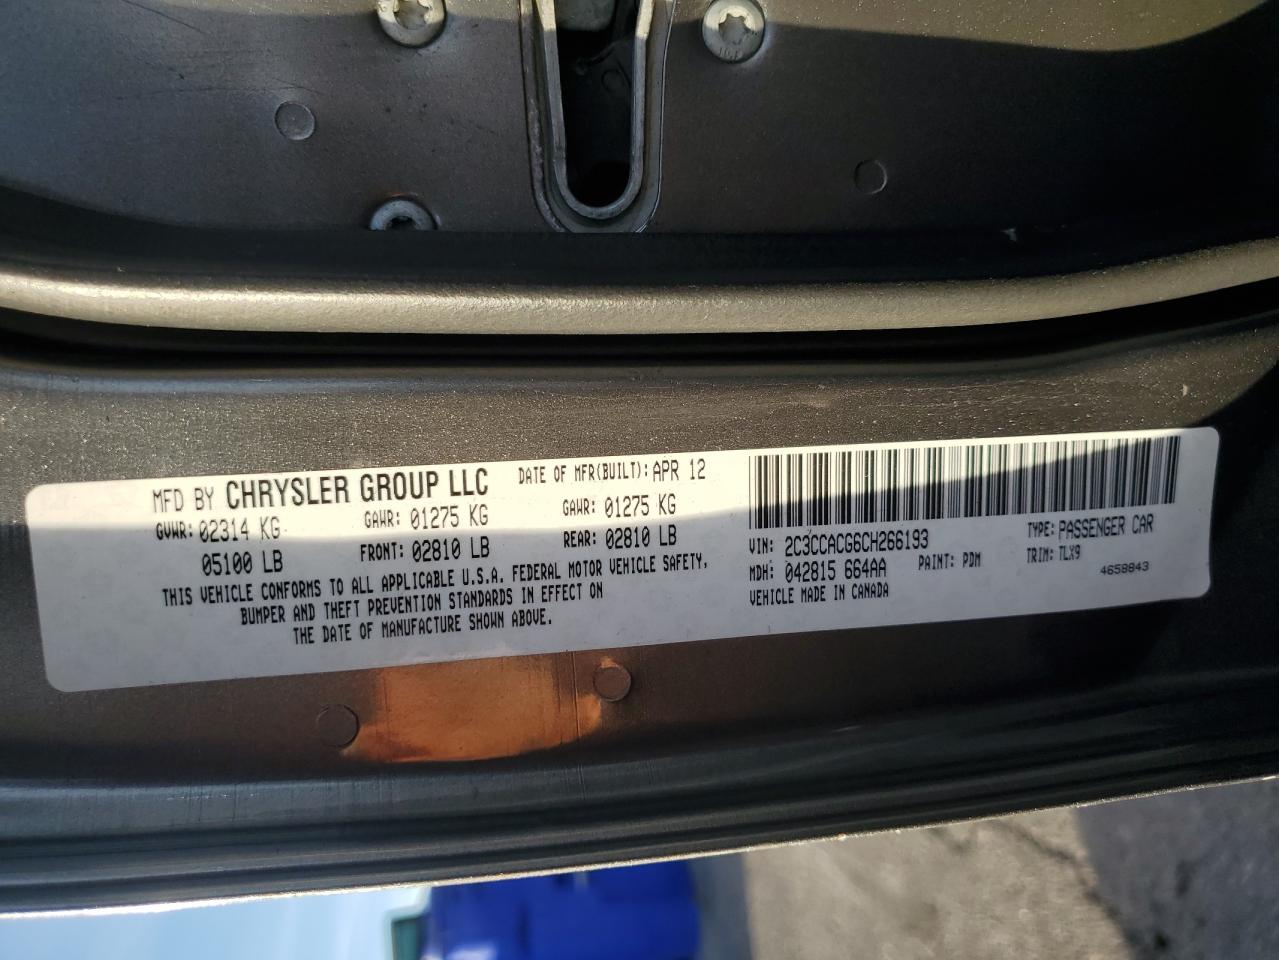 MFD BY CHRYSLER GROUP LLC DATE OF MFR(BUILT): APR 12
GVWR: 02314 KG GAWR: 01275 KG GAWR: 01275 KG
05100 LB FRONT: 02810 LB REAR: 02810 LB
THIS VEHICLE CONFORMS TO ALL APPLICABLE U.S.A. FEDERAL MOTOR VEHICLE SAFETY,
BUMPER AND THEFT PREVENTION STANDARDS IN EFFECT ON
THE DATE OF MANUFACTURE SHOWN ABOVE.
VIN: 2C3CCACG6CH266193 TYPE: PASSENGER CAR
MDH: 042815 664AA PAINT: PDM TRIM: TLX9
VEHICLE MADE IN CANADA 4658843